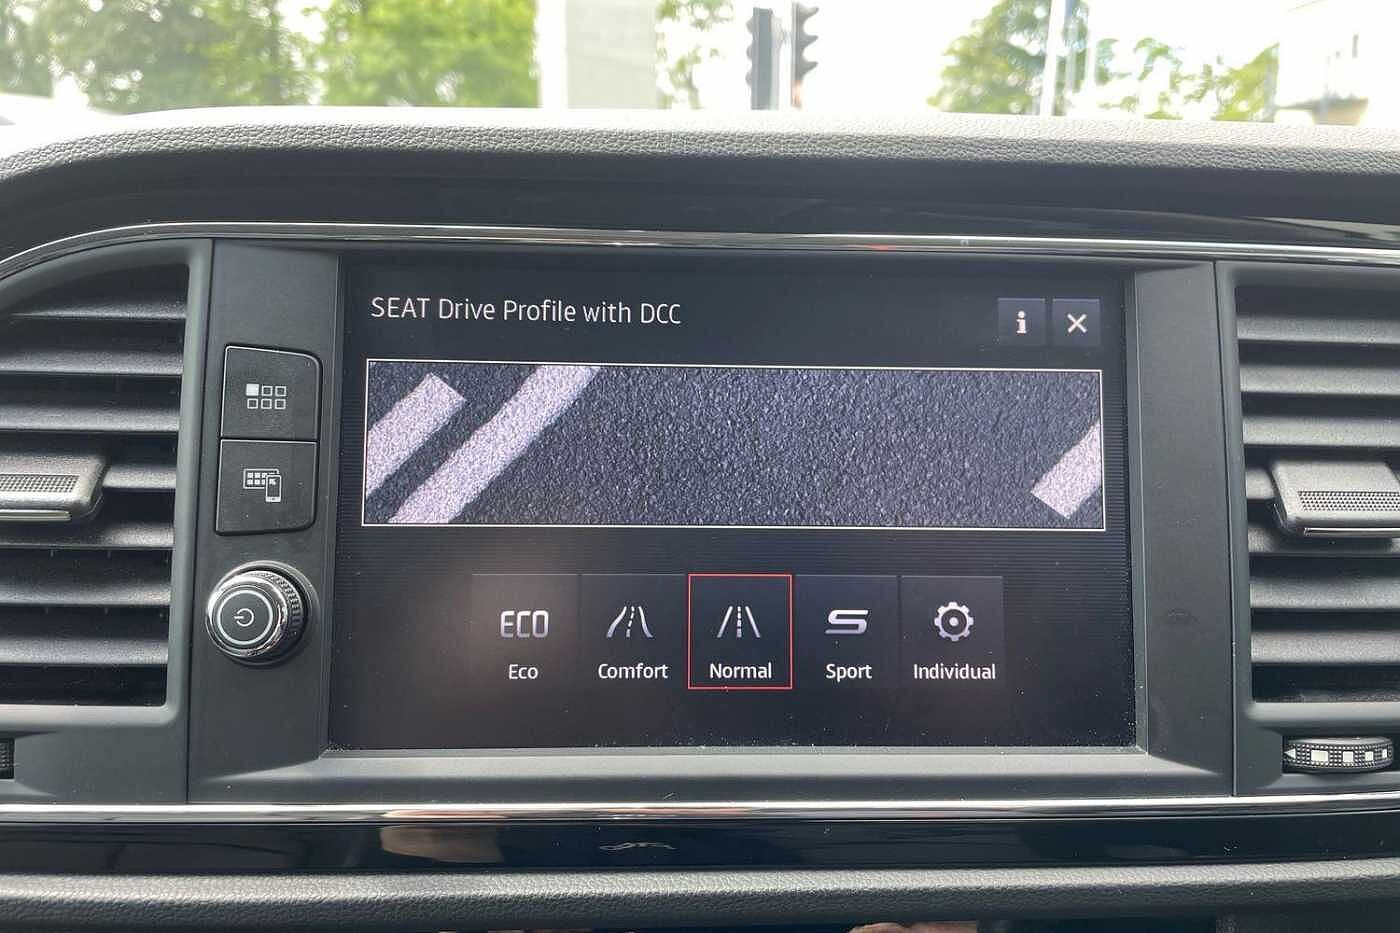 SEAT Drive Profile with DCC
i
ECO
S
Eco
Comfort
Normal
Sport
Individual